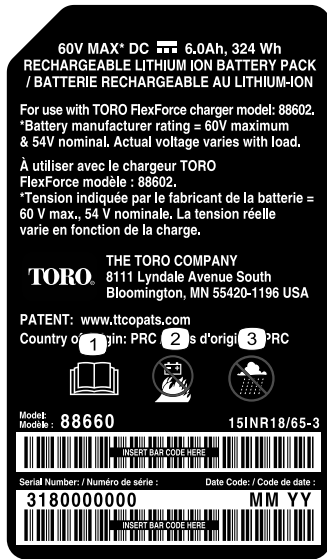 60V MAX* DC 6.0Ah, 324 Wh
RECHARGEABLE LITHIUM ION BATTERY PACK
/ BATTERIE RECHARGEABLE AU LITHIUM-ION
For use with TORO FlexForce charger model: 88602.
*Battery manufacturer rating = 60V maximum
& 54V nominal. Actual voltage varies with load.
À utiliser avec le chargeur TORO
FlexForce modèle : 88602.
*Tension indiquée par le fabricant de la batterie =
60 V max., 54 V nominale. La tension réelle
varie en fonction de la charge.
TORO.
THE TORO COMPANY
8111 Lyndale Avenue South
Bloomington, MN 55420-1196 USA
PATENT: www.ttcopats.com
Country gin: PRC s d'origi PRC
1 2 3
Model:
Modèle : 88660 15INR18/65-3
INSERT BAR CODE HERE
Serial Number: / Numéro de série : Date Code: / Code de date :
3180000000 MM YY
INSERT BAR CODE HERE